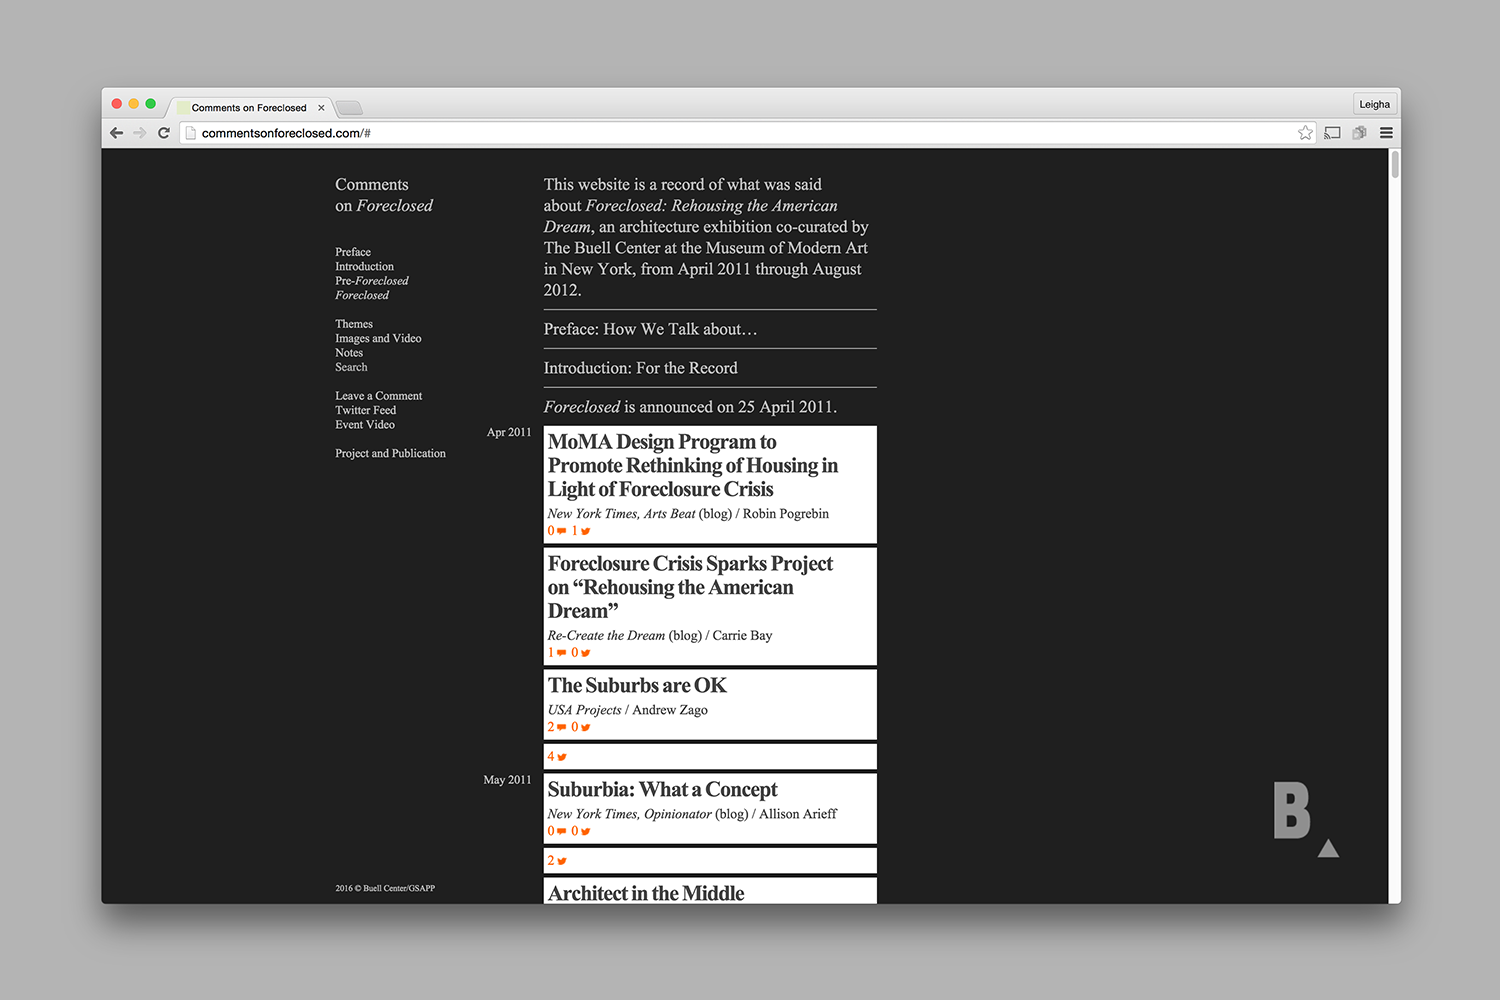 Comments on Foreclosed
Leigha
commentsonforeclosed.com/#
Comments
on Foreclosed
Preface
Introduction
Pre-Foreclosed
Foreclosed
Themes
Images and Video
Notes
Search
Leave a Comment
Twitter Feed
Event Video
Project and Publication
2016 © Buell Center/GSAPP
This website is a record of what was said
about Foreclosed: Rehousing the American
Dream, an architecture exhibition co-curated by
The Buell Center at the Museum of Modern Art
in New York, from April 2011 through August
2012.
Preface: How We Talk about…
Introduction: For the Record
Foreclosed is announced on 25 April 2011.
Apr 2011
MoMA Design Program to
Promote Rethinking of Housing in
Light of Foreclosure Crisis
New York Times, Arts Beat (blog) / Robin Pogrebin
0 1
Foreclosure Crisis Sparks Project
on “Rehousing the American
Dream”
Re-Create the Dream (blog) / Carrie Bay
1 0
The Suburbs are OK
USA Projects / Andrew Zago
2 0
4
May 2011
Suburbia: What a Concept
New York Times, Opinionator (blog) / Allison Arieff
0 0
2
Architect in the Middle
B